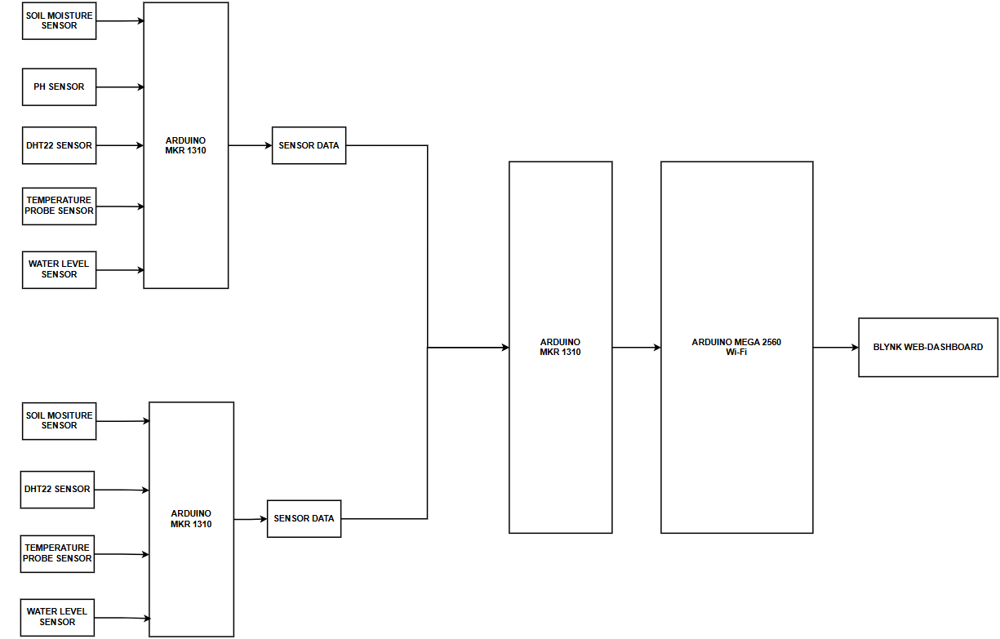 SOIL MOISTURE
SENSOR
PH SENSOR
DHT22 SENSOR
TEMPERATURE
PROBE SENSOR
WATER LEVEL
SENSOR
ARDUINO
MKR 1310
SENSOR DATA
SOIL MOSITURE
SENSOR
DHT22 SENSOR
TEMPERATURE
PROBE SENSOR
WATER LEVEL
SENSOR
ARDUINO
MKR 1310
SENSOR DATA
ARDUINO
MKR 1310
ARDUINO MEGA 2560
Wi-Fi
BLYNK WEB-DASHBOARD